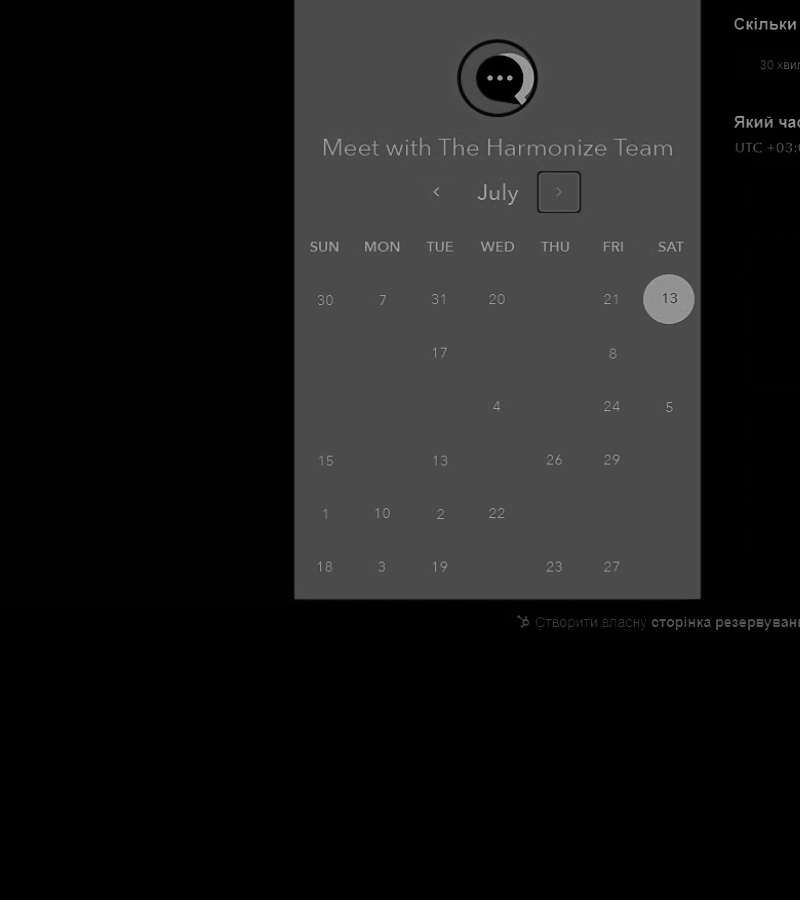 Скільки
30 хвил
Meet with The Harmonize Team
Який час
UTC +03:0
July
SUN MON TUE WED THU FRI SAT
30 7 31 20 21 13
17 8
4 24 5
15 13 26 29
1 10 2 22
18 3 19 23 27
Створити власну сторінка резервуван